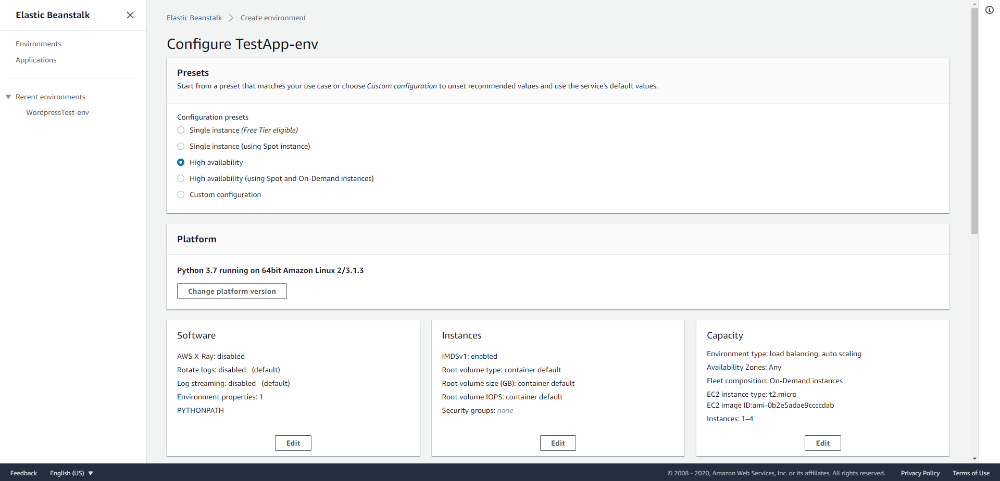 Elastic Beanstalk
Environments
Applications
Recent environments
WordpressTest-env
Elastic Beanstalk > Create environment
Configure TestApp-env
Presets
Start from a preset that matches your use case or choose Custom configuration to unset recommended values and use the service's default values.
Configuration presets
Single instance (Free Tier eligible)
Single instance (using Spot instance)
High availability
High availability (using Spot and On-Demand instances)
Custom configuration
Platform
Python 3.7 running on 64bit Amazon Linux 2/3.1.3
Change platform version
Software
AWS X-Ray: disabled
Rotate logs: disabled (default)
Log streaming: disabled (default)
Environment properties: 1
PYTHONPATH
Edit
Instances
IMDSv1: enabled
Root volume type: container default
Root volume size (GB): container default
Root volume IOPS: container default
Security groups: none
Edit
Capacity
Environment type: load balancing, auto scaling
Availability Zones: Any
Fleet composition: On-Demand instances
EC2 instance type: t2.micro
EC2 image ID:ami-0b2e5adae9ccccdab
Instances: 1–4
Edit
Feedback English (US) © 2008 - 2020, Amazon Web Services, Inc. or its affiliates. All rights reserved. Privacy Policy Terms of Use